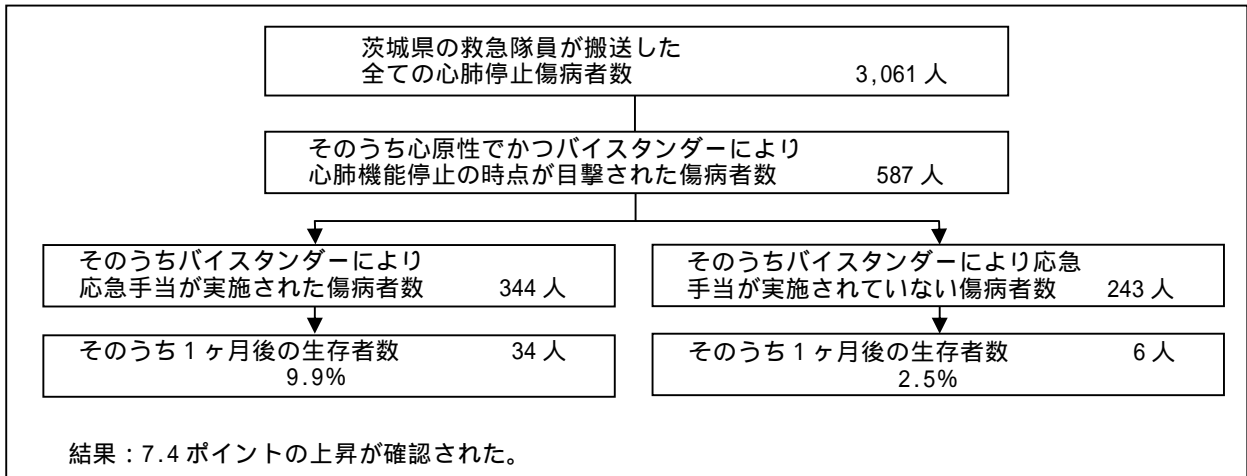 茨城県の救急隊員が搬送した
全ての心肺停止傷病者数 3,061 人
そのうち心原性でかつバイスタンダーにより
心肺機能停止の時点が目撃された傷病者数 587 人
そのうちバイスタンダーにより
応急手当が実施された傷病者数 344 人
そのうちバイスタンダーにより応急
手当が実施されていない傷病者数 243 人
そのうち1ヶ月後の生存者数 34 人
9.9%
そのうち1ヶ月後の生存者数 6 人
2.5%
結果:7.4 ポイントの上昇が確認された。